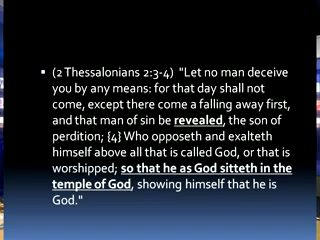 ▪ (2 Thessalonians 2:3-4)  "Let no man deceive
you by any means: for that day shall not
come, except there come a falling away first,
and that man of sin be revealed, the son of
perdition; {4} Who opposeth and exalteth
himself above all that is called God, or that is
worshipped; so that he as God sitteth in the
temple of God, showing himself that he is
God."